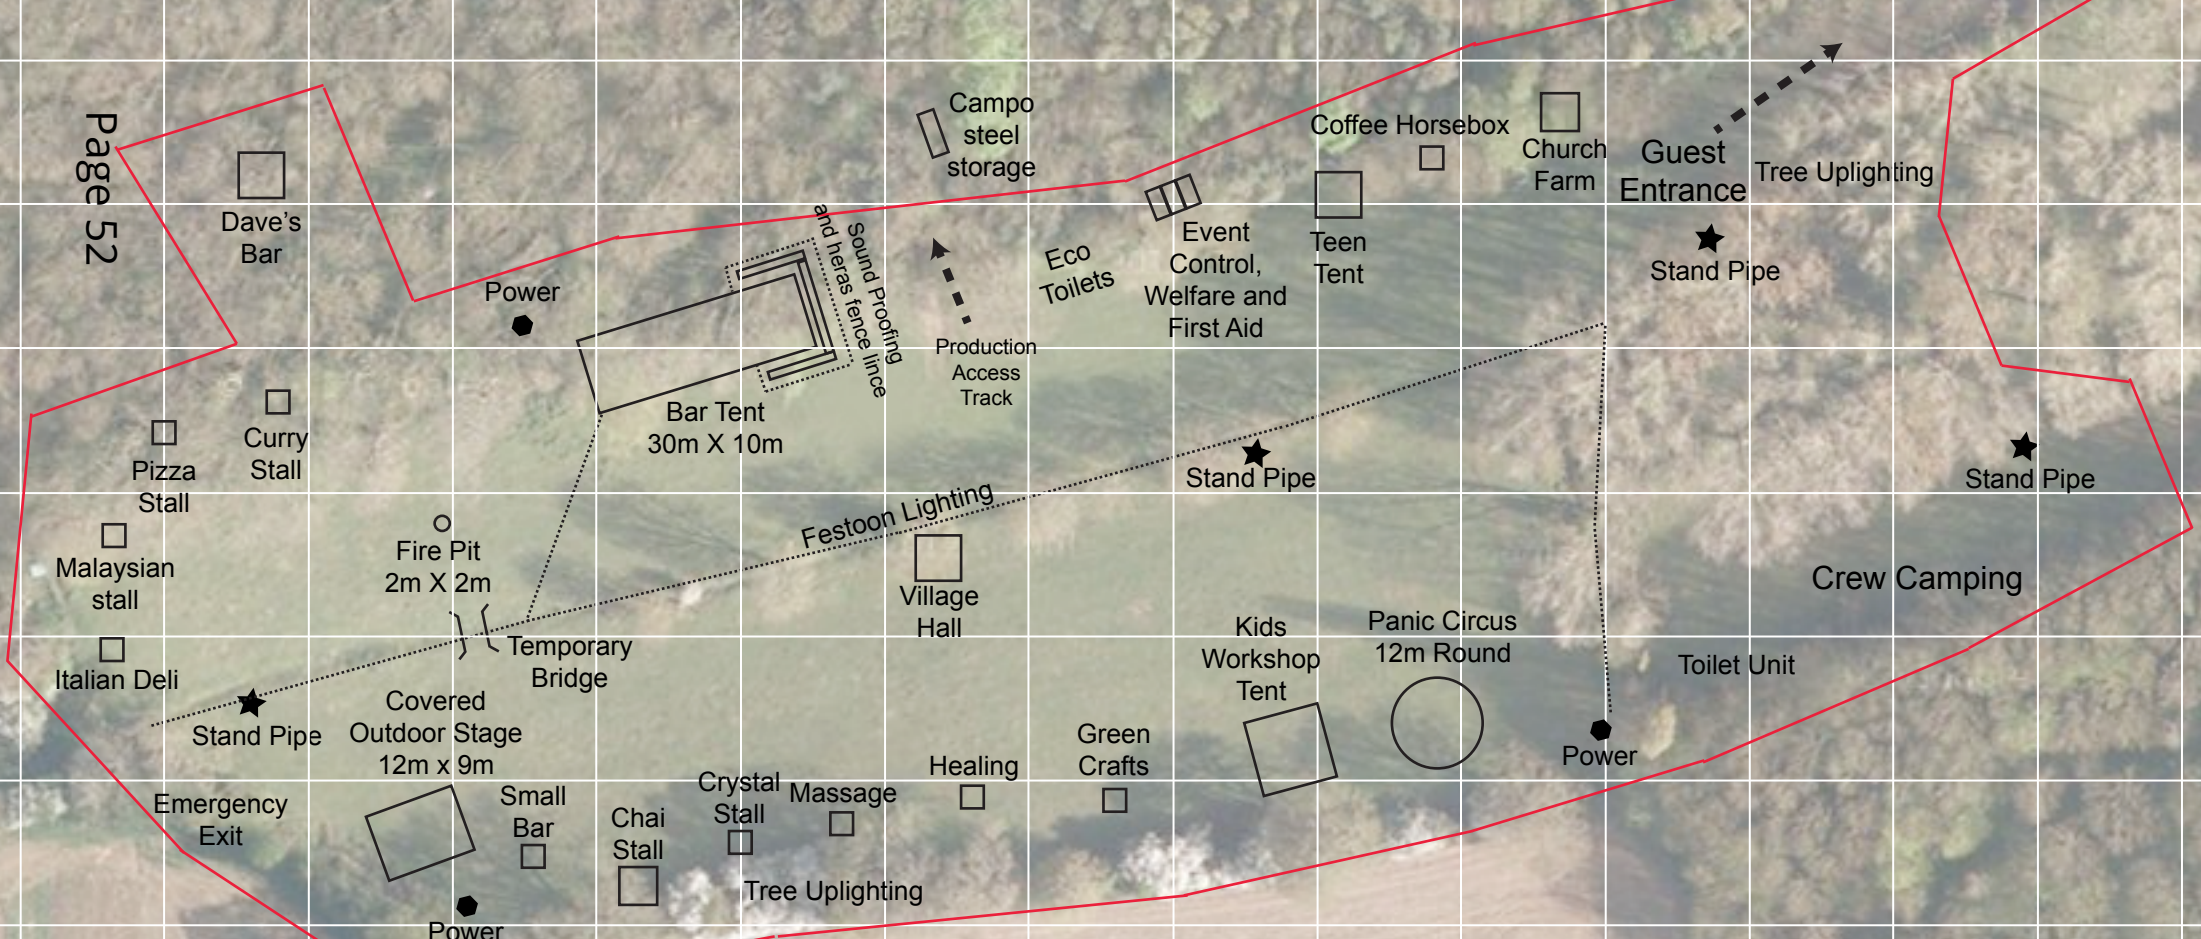 Page 52
Dave's
Bar
Power
Campo
steel
storage
Sound Proofing
and heras fence lince
Production
Access
Track
Eco
Toilets
Event
Control,
Welfare and
First Aid
Coffee Horsebox
Teen
Tent
Church
Farm
Guest
Entrance
Tree Uplighting
Stand Pipe
Curry
Stall
Pizza
Stall
Malaysian
stall
Italian Deli
Bar Tent
30m X 10m
Fire Pit
2m X 2m
Festoon Lighting
Stand Pipe
Stand Pipe
Crew Camping
Village
Hall
Temporary
Bridge
Stand Pipe
Covered
Outdoor Stage
12m x 9m
Kids
Workshop
Tent
Panic Circus
12m Round
Toilet Unit
Power
Emergency
Exit
Small
Bar
Chai
Stall
Crystal
Stall
Massage
Healing
Green
Crafts
Tree Uplighting
Power